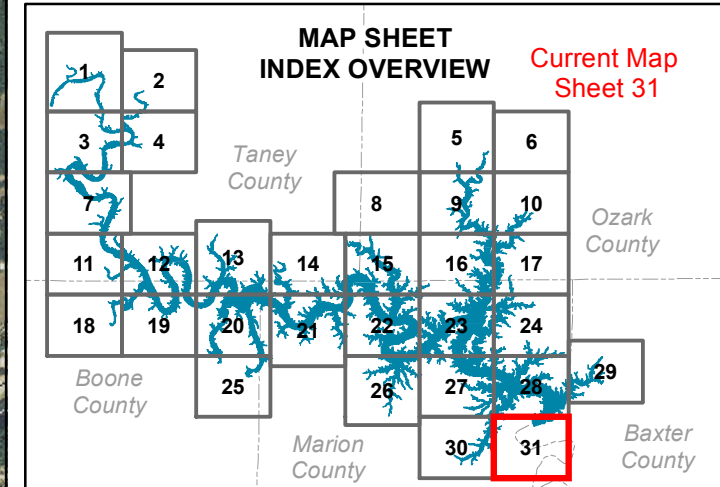 MAP SHEET
INDEX OVERVIEW
Current Map
Sheet 31
1
2
3
4
5
6
Taney
County
7
8
9
10
Ozark
County
11
12
13
14
15
16
17
18
19
20
21
22
23
24
25
26
27
28
29
Boone
County
Marion
County
30
31
Baxter
County